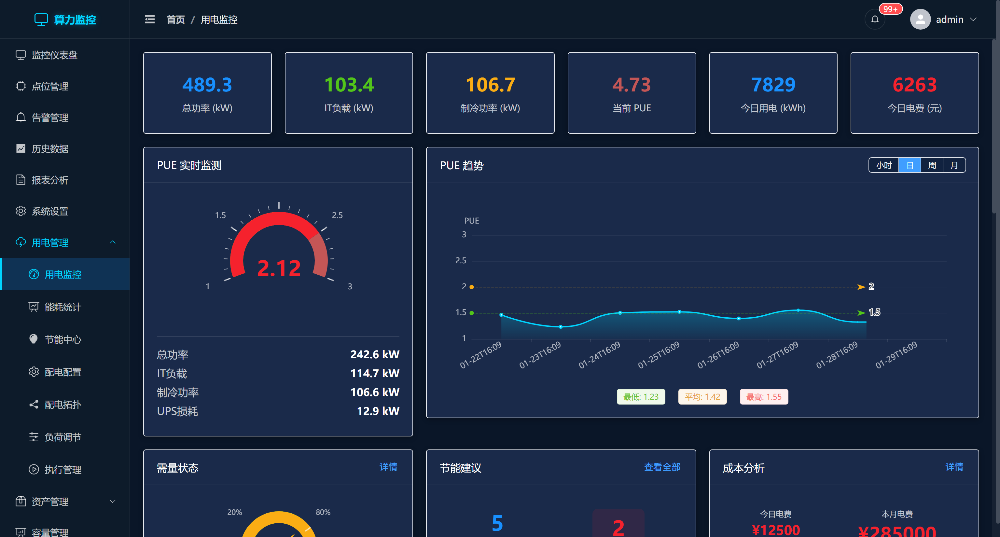 算力监控
首页 / 用电监控
99+
admin
监控仪表盘
点位管理
告警管理
历史数据
报表分析
系统设置
用电管理
用电监控
能耗统计
节能中心
配电配置
配电拓扑
负荷调节
执行管理
资产管理
容量管理
489.3
总功率 (kW)
103.4
IT负载 (kW)
106.7
制冷功率 (kW)
4.73
当前 PUE
7829
今日用电 (kWh)
6263
今日电费 (元)
PUE 实时监测
1
1.5
2.5
3
2.12
总功率 242.6 kW
IT负载 114.7 kW
制冷功率 106.6 kW
UPS损耗 12.9 kW
PUE 趋势
小时 日 周 月
PUE
3
2.5
2
1.5
1
2
1.5
01-22T16:09
01-23T16:09
01-24T16:09
01-25T16:09
01-26T16:09
01-27T16:09
01-28T16:09
01-29T16:09
最低: 1.23
平均: 1.42
最高: 1.55
需量状态 详情
20%
80%
节能建议 查看全部
5
2
成本分析 详情
今日电费
¥12500
本月电费
¥285000